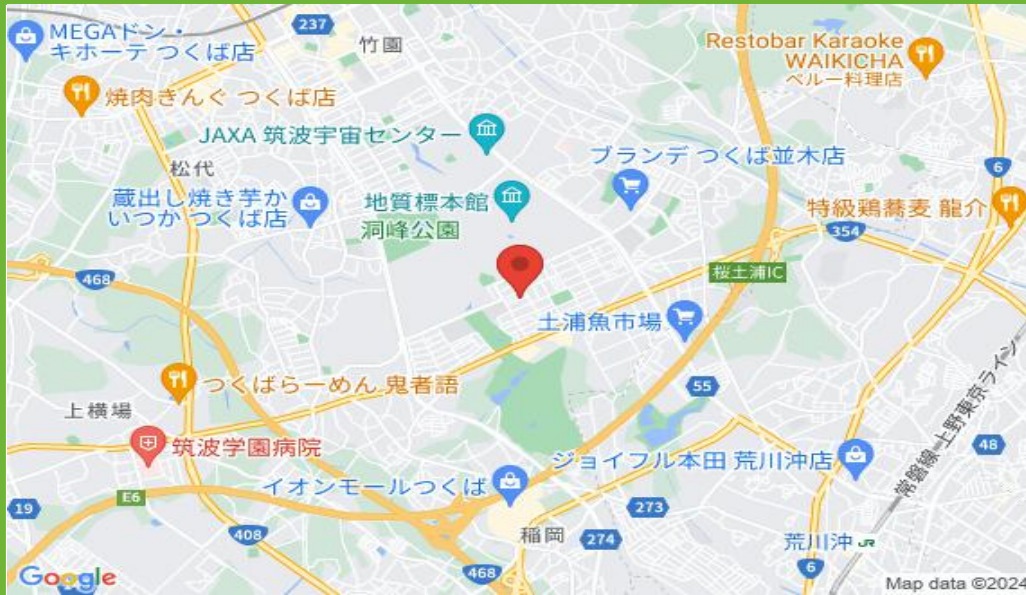 MEGAドン・
キホーテ つくば店
237
竹園
Restobar Karaoke
WAIKICHA
ペルー料理店
焼肉きんぐ つくば店
JAXA 筑波宇宙センター
松代
ブランデ つくば並木店
6
蔵出し焼き芋か
いつか つくば店
地質標本館
洞峰公園
特級鶏蕎麦 龍介
354
468
桜土浦IC
土浦魚市場
つくばらーめん 鬼者語
55
上横場
筑波学園病院
常磐線-上野東京ライン
48
イオンモールつくば
ジョイフル本田 荒川沖店
E6
19
408
273
稲岡
274
荒川沖 JR
468
6
Google
Map data ©2024